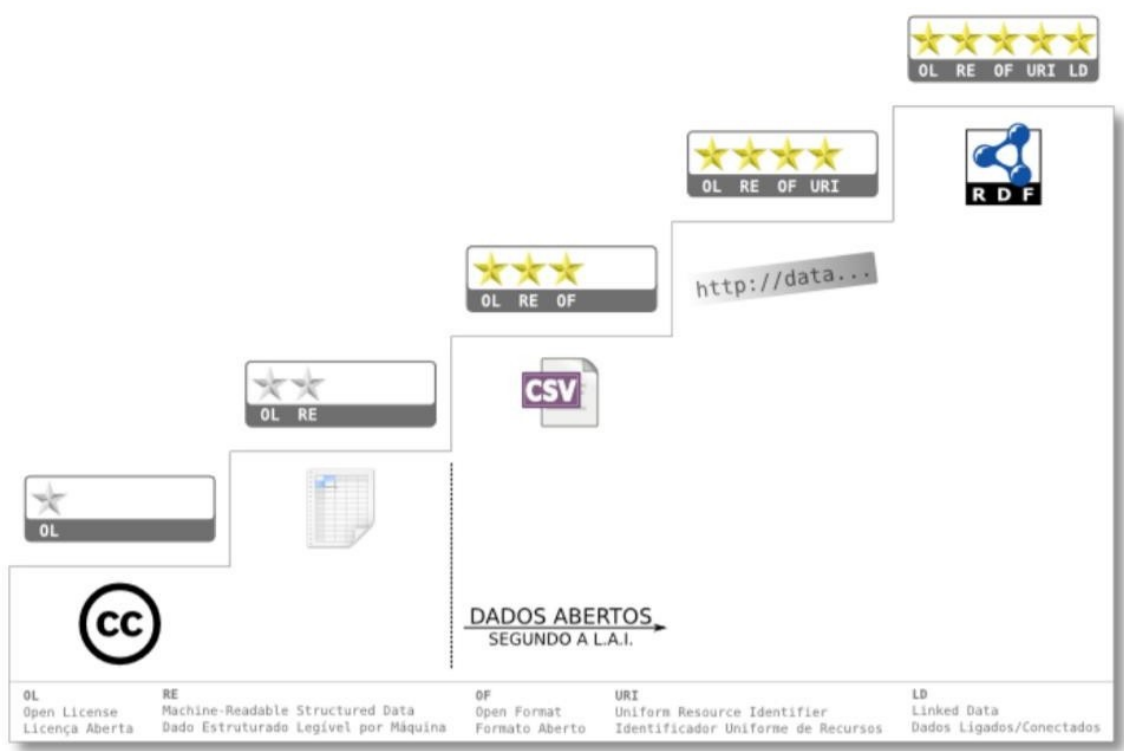 OL RE OF URI LD
RDF
OL RE OF URI
http://data...
OL RE OF
CSV
OL RE
OL
CC
DADOS ABERTOS
SEGUNDO A L.A.I.
OL
Open License
Licença Aberta
RE
Machine-Readable Structured Data
Dado Estruturado Legível por Máquina
OF
Open Format
Formato Aberto
URI
Uniform Resource Identifier
Identificador Uniforme de Recursos
LD
Linked Data
Dados Ligados/Conectados